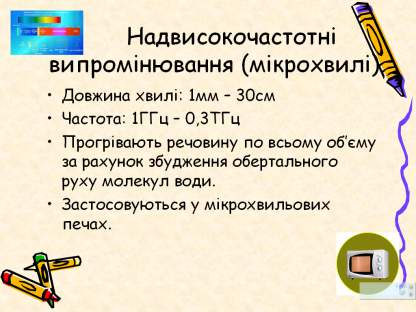 Надвисокочастотні
випромінювання (мікрохвилі)
• Довжина хвилі: 1мм – 30см
• Частота: 1ГГц – 0,3ТГц
• Прогрівають речовину по всьому об’єму
за рахунок збудження обертального
руху молекул води.
• Застосовуються у мікрохвильових
печах.